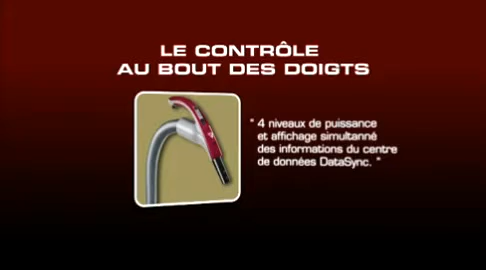 LE CONTRÔLE
AU BOUT DES DOIGTS
" 4 niveaux de puissance
et affichage simultanné
des informations du centre
de données DataSync. "